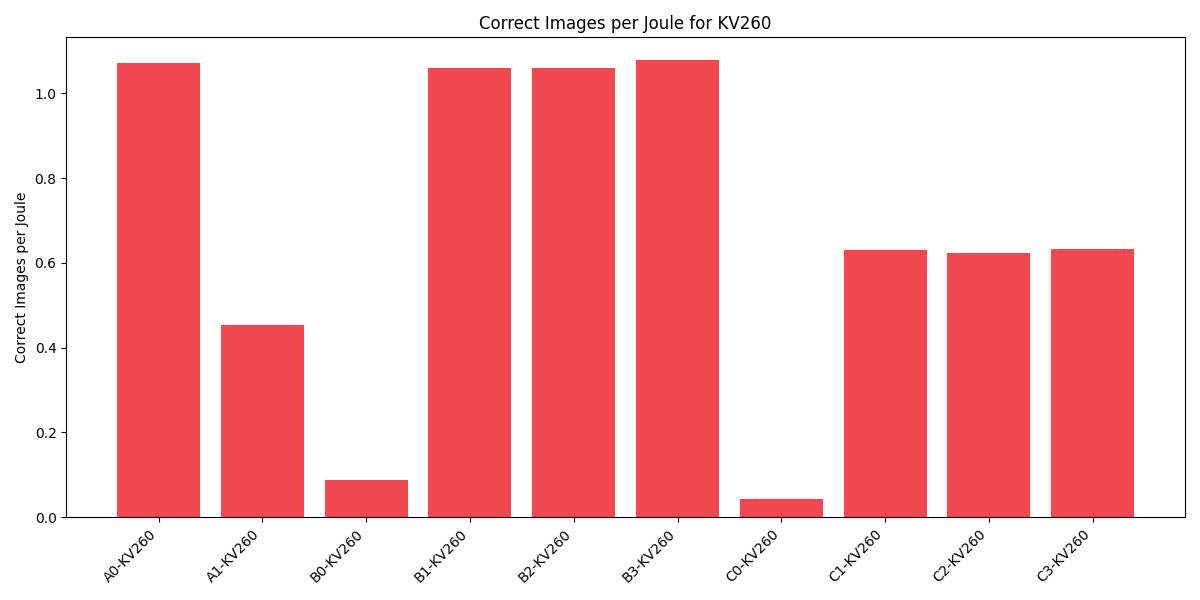 Correct Images per Joule for KV260
Correct Images per Joule
1.0
0.8
0.6
0.4
0.2
0.0
A0-KV260
A1-KV260
B0-KV260
B1-KV260
B2-KV260
B3-KV260
C0-KV260
C1-KV260
C2-KV260
C3-KV260